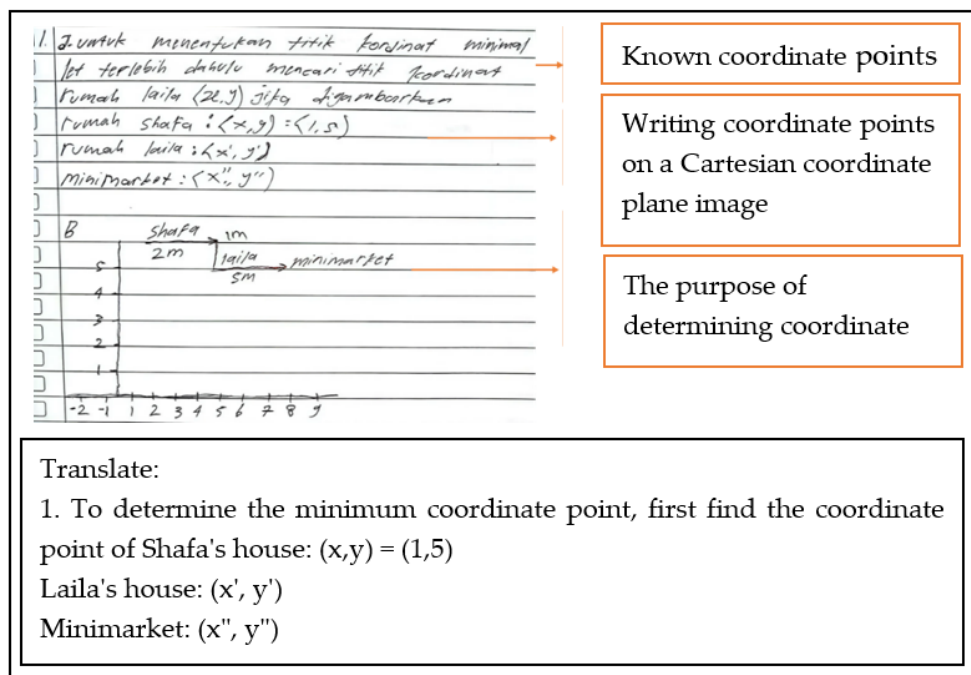 1. J. untuk menentukan titik kordinat minimal
let terlebih dahulu mencari titik koordinat
rumah laila (x.y) jika digambarkan
rumah shafa : (x,y) = (1,5)
rumah laila : (x', y')
minimarket : (x'', y'')
B shafa 1m
2m laila minimarket
5 5m
4
3
2
1
-2 -1 1 2 3 4 5 6 7 8 9
Known coordinate points
Writing coordinate points
on a Cartesian coordinate
plane image
The purpose of
determining coordinate
Translate:
1. To determine the minimum coordinate point, first find the coordinate
point of Shafa's house: (x,y) = (1,5)
Laila's house: (x', y')
Minimarket: (x", y")